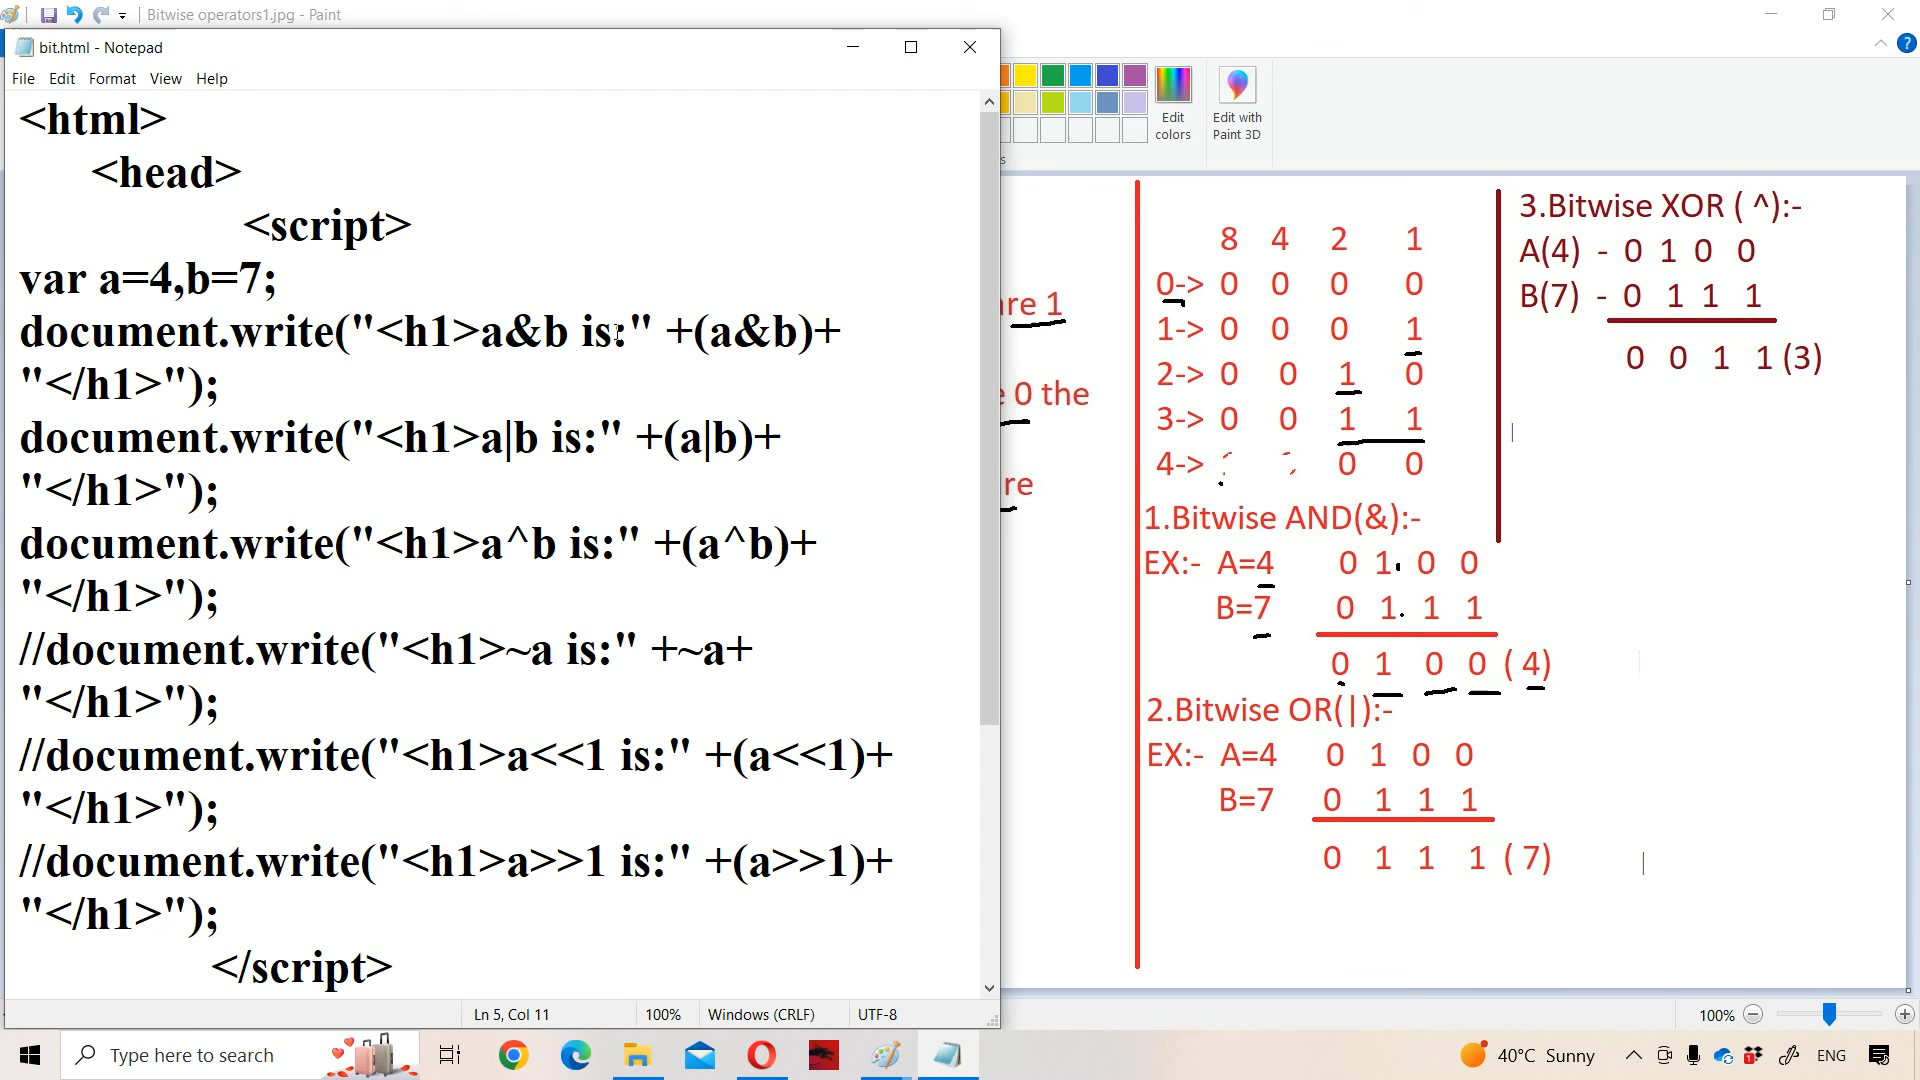 Bitwise operators1.jpg - Paint
bit.html - Notepad
File Edit Format View Help
<html>
<head>
<script>
var a=4,b=7;
document.write("<h1>a&b is:" +(a&b)+
"</h1>");
document.write("<h1>a|b is:" +(a|b)+
"</h1>");
document.write("<h1>a^b is:" +(a^b)+
"</h1>");
//document.write("<h1>~a is:" +~a+
"</h1>");
//document.write("<h1>a<<1 is:" +(a<<1)+
"</h1>");
//document.write("<h1>a>>1 is:" +(a>>1)+
"</h1>");
</script>
Ln 5, Col 11 100% Windows (CRLF) UTF-8
Edit
colors
Edit with
Paint 3D
1
0 the
8 4 2 1
0-> 0 0 0 0
1-> 0 0 0 1
2-> 0 0 1 0
3-> 0 0 1 1
4-> 0 0
1.Bitwise AND(&):-
EX:- A=4 0 1 0 0
B=7 0 1 1 1
0 1 0 0 ( 4)
2.Bitwise OR(|):-
EX:- A=4 0 1 0 0
B=7 0 1 1 1
0 1 1 1 ( 7)
3.Bitwise XOR ( ^):-
A(4) - 0 1 0 0
B(7) - 0 1 1 1
0 0 1 1 (3)
100%
Type here to search
40°C Sunny
ENG